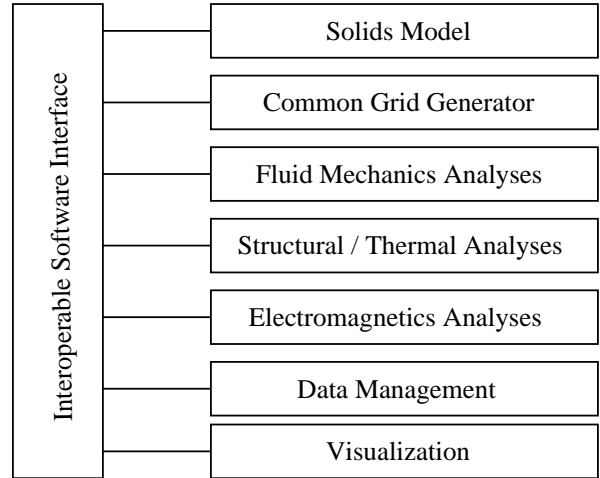 Interoperable Software Interface
Solids Model
Common Grid Generator
Fluid Mechanics Analyses
Structural / Thermal Analyses
Electromagnetics Analyses
Data Management
Visualization